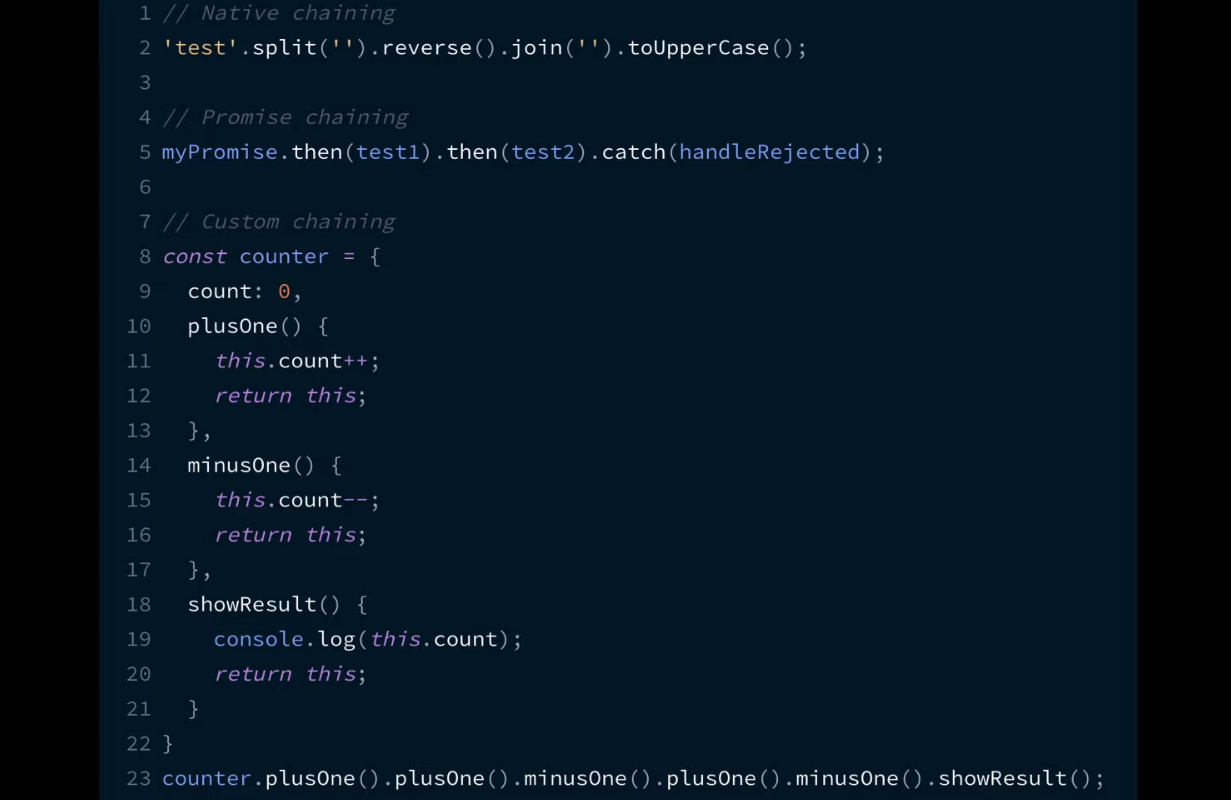 1 // Native chaining
2 'test'.split('').reverse().join('').toUpperCase();
3
4 // Promise chaining
5 myPromise.then(test1).then(test2).catch(handleRejected);
6
7 // Custom chaining
8 const counter = {
9   count: 0,
10   plusOne() {
11     this.count++;
12     return this;
13   },
14   minusOne() {
15     this.count--;
16     return this;
17   },
18   showResult() {
19     console.log(this.count);
20     return this;
21   }
22 }
23 counter.plusOne().plusOne().minusOne().plusOne().minusOne().showResult();